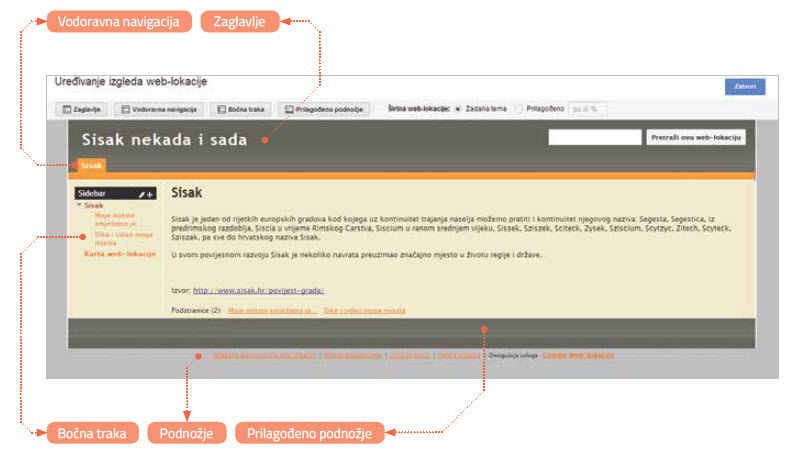 Vodoravna navigacija
Zaglavlje
Uređivanje izgleda web-lokacije
Zatvori
Zaglavlje
Vodoravna navigacija
Bočna traka
Prilagođeno podnožje
Širina web-lokacije:
Zadana tema
Prilagođeno
px ili %
Sisak nekada i sada
Pretraži ovu web-lokaciju
Sisak
Sidebar
Sisak
Moje mjesto
smješteno je...
Slike i video moga
mjesta
Karta web-lokacije
Sisak
Sisak je jedan od rijetkih europskih gradova kod kojega uz kontinuitet trajanja naselja možemo pratiti i kontinuitet njegovog naziva: Segesta, Segestica, iz
predrimskog razdoblja, Siscia u vrijeme Rimskog Carstva, Siscium u ranom srednjem vijeku, Sissek, Sziszek, Sciteck, Zysek, Sziscium, Scytzyc, Zitech, Scyteck,
Sziszak, pa sve do hrvatskog naziva Sisak.
U svom povijesnom razvoju Sisak je nekoliko navrata preuzimao značajno mjesto u životu regije i države.
Izvor: http://www.sisak.hr/povijest-grada/
Podstranice (2): Moje mjesto smješteno je... Slike i video moga mjesta
Omogućuje usluga Google Web-lokacije
Bočna traka
Podnožje
Prilagođeno podnožje